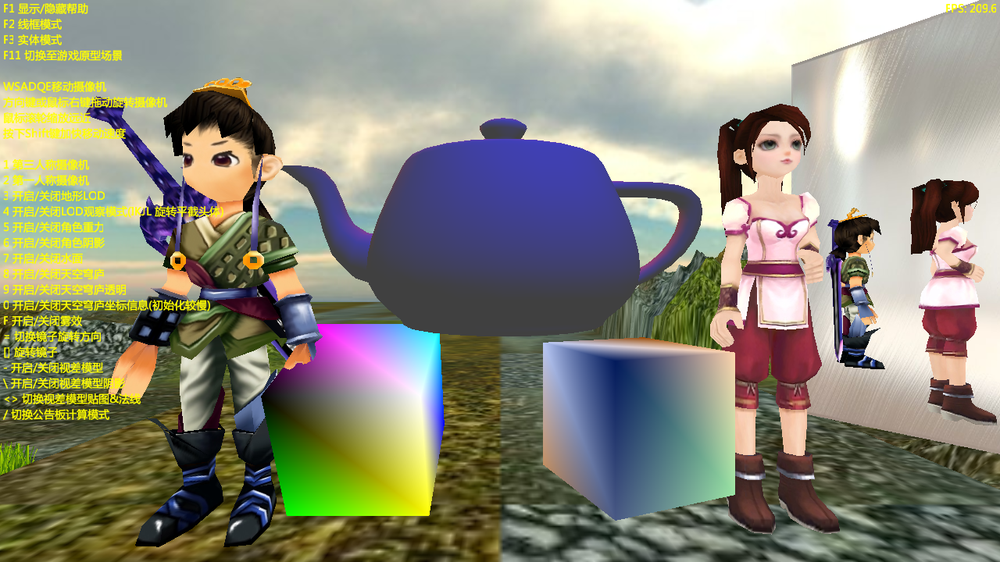 F1 显示/隐藏帮助
F2 线框模式
F3 实体模式
F11 切换至游戏原型场景
WSADQE移动摄像机
方向键或鼠标右键拖动旋转摄像机
鼠标滚轮缩放远近
按下Shift键加快移动速度
1 第三人称摄像机
2 第一人称摄像机
3 开启/关闭地形LOD
4 开启/关闭LOD观察模式(IKJL 旋转平截头体)
5 开启/关闭角色重力
6 开启/关闭角色阴影
7 开启/关闭水面
8 开启/关闭天空穹庐
9 开启/关闭天空穹庐透明
0 开启/关闭天空穹庐坐标信息(初始化较慢)
F 开启/关闭雾效
= 切换镜子旋转方向
[] 旋转镜子
- 开启/关闭视差模型
\ 开启/关闭视差模型阴影
<> 切换视差模型贴图&法线
/ 切换公告板计算模式
FPS: 209.6